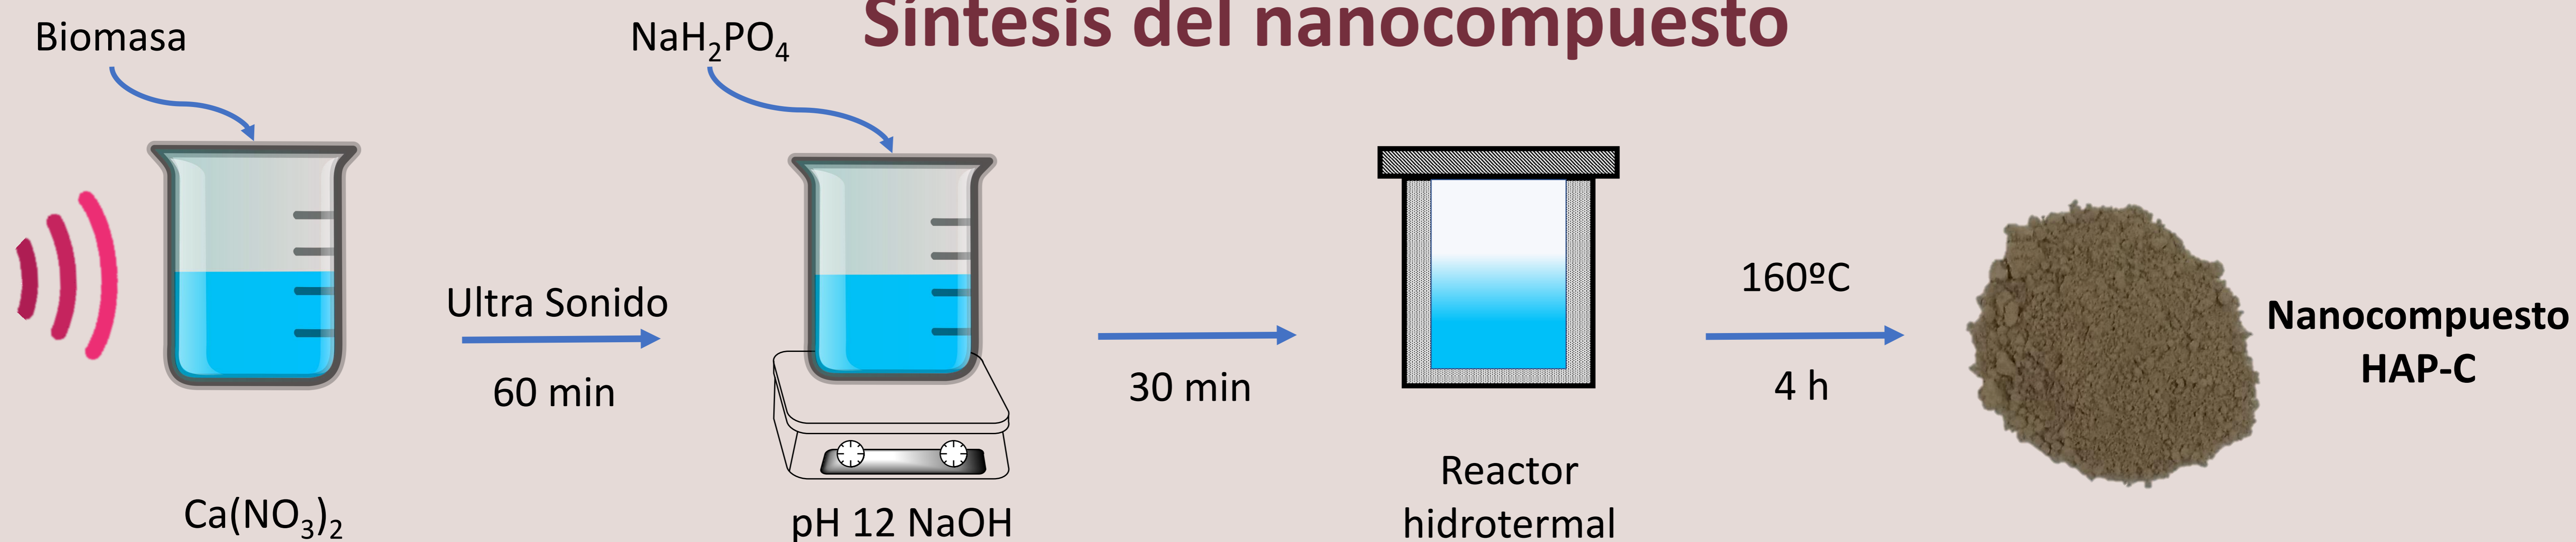 Síntesis del nanocompuesto
Biomasa
Ca(NO₃)₂
Ultra Sonido
60 min
NaH₂PO₄
pH 12 NaOH
30 min
Reactor
hidrotermal
160ºC
4 h
Nanocompuesto
HAP-C